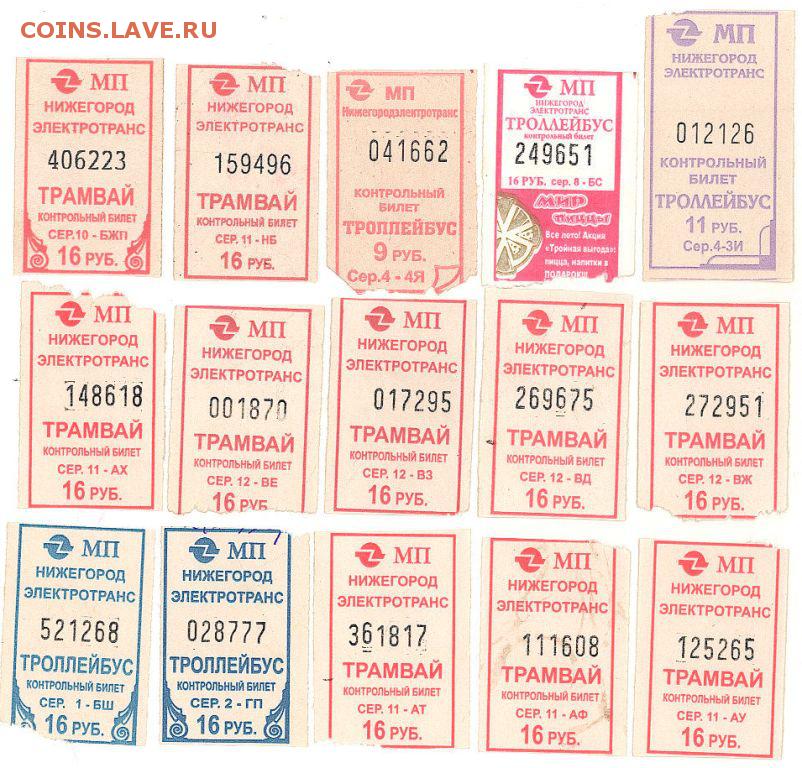 COINS.LAVE.RU
МП
НИЖЕГОРОД
ЭЛЕКТРОТРАНС
406223
ТРАМВАЙ
КОНТРОЛЬНЫЙ БИЛЕТ
СЕР.10 - БЖП
16 РУБ.
МП
НИЖЕГОРОД
ЭЛЕКТРОТРАНС
159496
ТРАМВАЙ
КОНТРОЛЬНЫЙ БИЛЕТ
СЕР. 11 - НБ
16 РУБ.
МП
Нижегородэлектротранс
041662
КОНТРОЛЬНЫЙ
БИЛЕТ
ТРОЛЛЕЙБУС
9 РУБ.
Сер.4 - 4Я
МП
НИЖЕГОРОД
ЭЛЕКТРОТРАНС
ТРОЛЛЕЙБУС
контрольный билет
249651
16 РУБ. сер. 8 - БС
МИР
пиццы
Все лето! Акция
«Тройная выгода»:
пицца, напитки в
ПОДАРОК!!!
МП
НИЖЕГОРОД
ЭЛЕКТРОТРАНС
012126
КОНТРОЛЬНЫЙ
БИЛЕТ
ТРОЛЛЕЙБУС
11 РУБ.
Сер.4-3И
МП
НИЖЕГОРОД
ЭЛЕКТРОТРАНС
148618
ТРАМВАЙ
КОНТРОЛЬНЫЙ БИЛЕТ
СЕР. 11 - АХ
16 РУБ.
МП
НИЖЕГОРОД
ЭЛЕКТРОТРАНС
001870
ТРАМВАЙ
КОНТРОЛЬНЫЙ БИЛЕТ
СЕР. 12 - ВЕ
16 РУБ
МП
НИЖЕГОРОД
ЭЛЕКТРОТРАНС
017295
ТРАМВАЙ
КОНТРОЛЬНЫЙ БИЛЕТ
СЕР. 12 - ВЗ
16 РУБ.
МП
НИЖЕГОРОД
ЭЛЕКТРОТРАНС
269675
ТРАМВАЙ
КОНТРОЛЬНЫЙ БИЛЕТ
СЕР. 12 - ВД
16 РУБ.
МП
НИЖЕГОРОД
ЭЛЕКТРОТРАНС
272951
ТРАМВАЙ
КОНТРОЛЬНЫЙ БИЛЕТ
СЕР. 12 - ВЖ
16 РУБ.
МП
НИЖЕГОРОД
ЭЛЕКТРОТРАНС
521268
ТРОЛЛЕЙБУС
КОНТРОЛЬНЫЙ БИЛЕТ
СЕР. 1 - БШ
16 РУБ.
МП
НИЖЕГОРОД
ЭЛЕКТРОТРАНС
028777
ТРОЛЛЕЙБУС
КОНТРОЛЬНЫЙ БИЛЕТ
СЕР. 2 - ГП
16 РУБ.
МП
НИЖЕГОРОД
ЭЛЕКТРОТРАНС
361817
ТРАМВАЙ
КОНТРОЛЬНЫЙ БИЛЕТ
СЕР. 11 - АТ
16 РУБ.
МП
НИЖЕГОРОД
ЭЛЕКТРОТРАНС
111608
ТРАМВАЙ
КОНТРОЛЬНЫЙ БИЛЕТ
СЕР. 11 - АФ
16 РУБ.
МП
НИЖЕГОРОД
ЭЛЕКТРОТРАНС
125265
ТРАМВАЙ
КОНТРОЛЬНЫЙ БИЛЕТ
СЕР. 11 - АУ
16 РУБ.